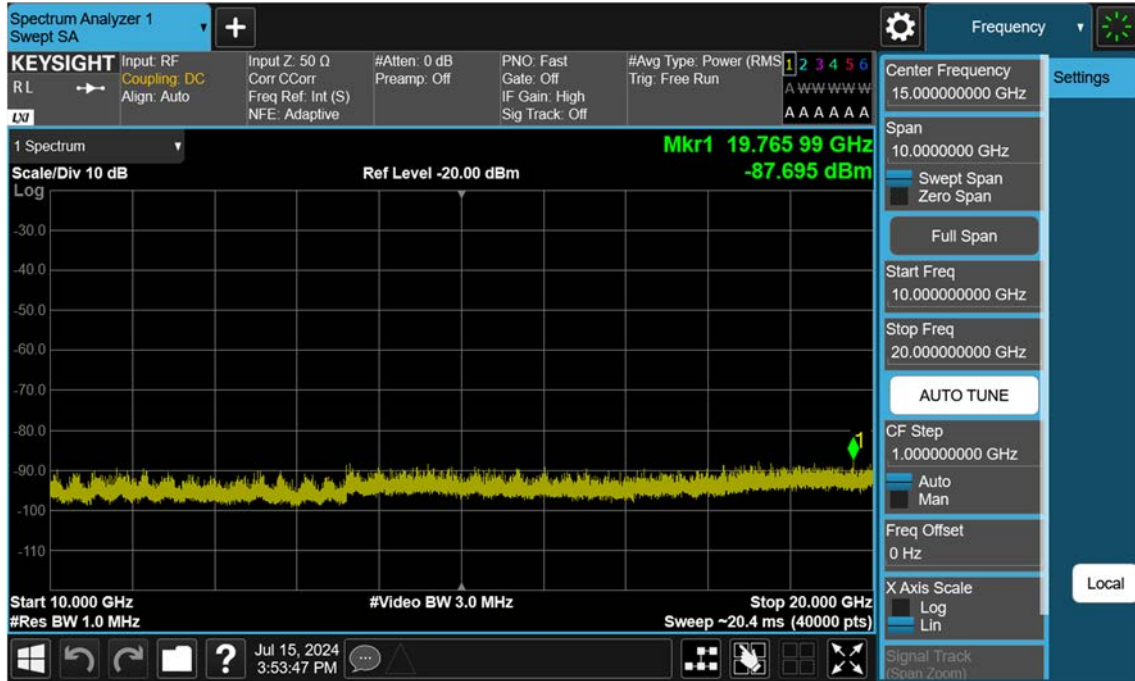 Spectrum Analyzer 1
Swept SA
+
Frequency
KEYSIGHT
RL
LXI
Input: RF
Coupling: DC
Align: Auto
Input Z: 50 Ω
Corr CCorr
Freq Ref: Int (S)
NFE: Adaptive
#Atten: 0 dB
Preamp: Off
PNO: Fast
Gate: Off
IF Gain: High
Sig Track: Off
#Avg Type: Power (RMS
Trig: Free Run
1 2 3 4 5 6
A W W W W W
A A A A A A
1 Spectrum
Mkr1 19.765 99 GHz
Scale/Div 10 dB
Ref Level -20.00 dBm
-87.695 dBm
Log
-30.0
-40.0
-50.0
-60.0
-70.0
-80.0
1
-90.0
-100
-110
Start 10.000 GHz
#Video BW 3.0 MHz
Stop 20.000 GHz
#Res BW 1.0 MHz
Sweep ~20.4 ms (40000 pts)
?
Jul 15, 2024
3:53:47 PM
Center Frequency
15.000000000 GHz
Settings
Span
10.0000000 GHz
Swept Span
Zero Span
Full Span
Start Freq
10.000000000 GHz
Stop Freq
20.000000000 GHz
AUTO TUNE
CF Step
1.000000000 GHz
Auto
Man
Freq Offset
0 Hz
X Axis Scale
Log
Lin
Local
Signal Track
(Span Zoom)